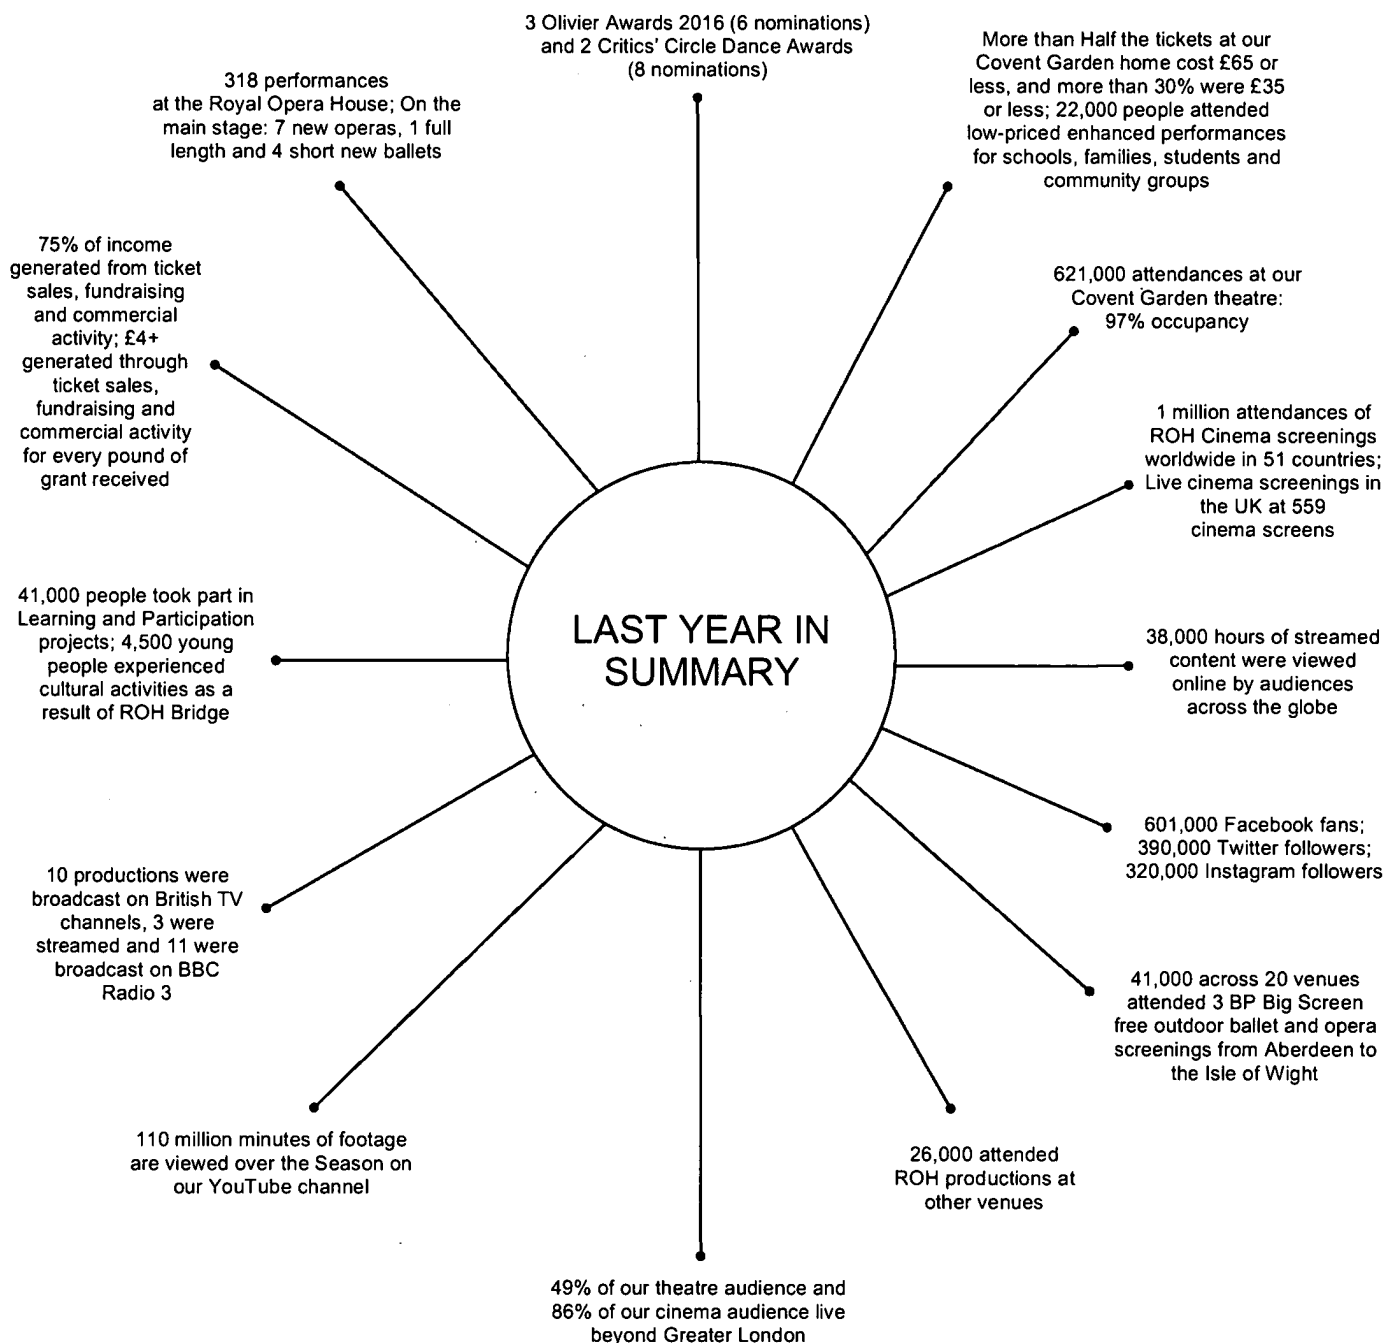 3 Olivier Awards 2016 (6 nominations)
and 2 Critics' Circle Dance Awards
(8 nominations)
More than Half the tickets at our
Covent Garden home cost £65 or
less, and more than 30% were £35
or less; 22,000 people attended
low-priced enhanced performances
for schools, families, students and
community groups
621,000 attendances at our
Covent Garden theatre:
97% occupancy
1 million attendances of
ROH Cinema screenings
worldwide in 51 countries;
Live cinema screenings in
the UK at 559
cinema screens
38,000 hours of streamed
content were viewed
online by audiences
across the globe
601,000 Facebook fans;
390,000 Twitter followers;
320,000 Instagram followers
41,000 across 20 venues
attended 3 BP Big Screen
free outdoor ballet and opera
screenings from Aberdeen to
the Isle of Wight
26,000 attended
ROH productions at
other venues
49% of our theatre audience and
86% of our cinema audience live
beyond Greater London
110 million minutes of footage
are viewed over the Season on
our YouTube channel
10 productions were
broadcast on British TV
channels, 3 were
streamed and 11 were
broadcast on BBC
Radio 3
41,000 people took part in
Learning and Participation
projects; 4,500 young
people experienced
cultural activities as a
result of ROH Bridge
75% of income
generated from ticket
sales, fundraising
and commercial
activity; £4+
generated through
ticket sales,
fundraising and
commercial activity
for every pound of
grant received
318 performances
at the Royal Opera House; On the
main stage: 7 new operas, 1 full
length and 4 short new ballets
LAST YEAR IN
SUMMARY